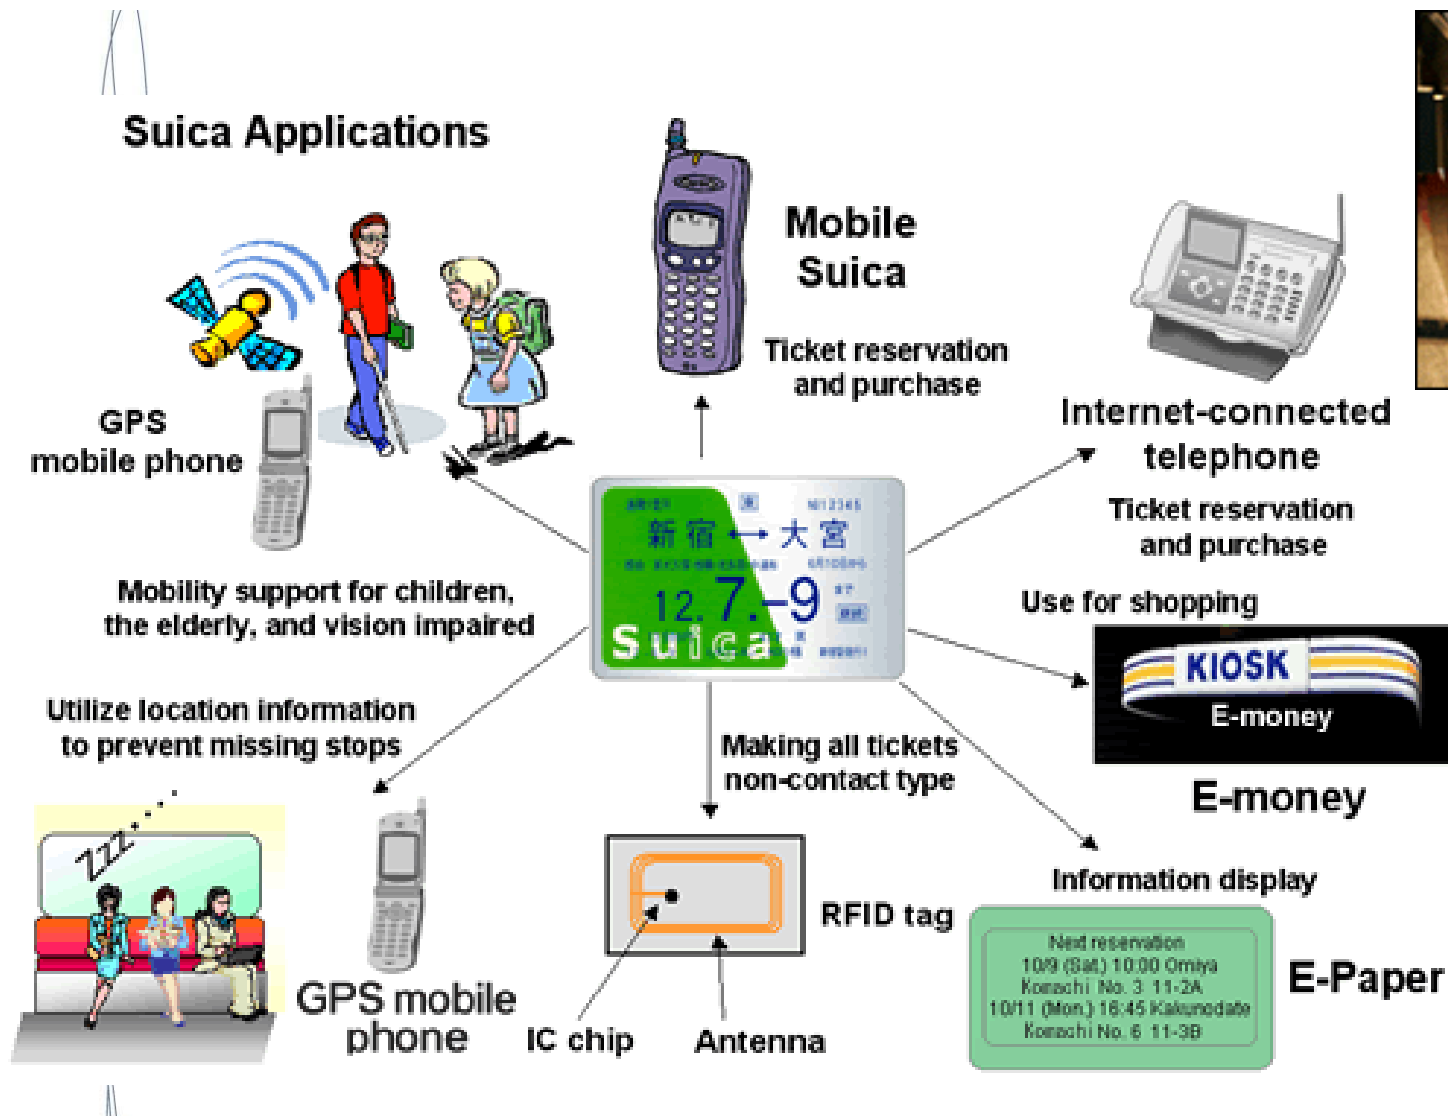 Suica Applications
Mobile
Suica
Ticket reservation
and purchase
Internet-connected
telephone
Ticket reservation
and purchase
GPS
mobile phone
Mobility support for children,
the elderly, and vision impaired
新宿 ↔ 大宮
12.7.-9
Suica
Use for shopping
KIOSK
E-money
E-money
Utilize location information
to prevent missing stops
Zzz...
GPS mobile
phone
Making all tickets
non-contact type
RFID tag
IC chip
Antenna
Information display
Next reservation
10/9 (Sat.) 10:00 Omiya
Komachi No. 3 11-2A
10/11 (Mon.) 16:45 Kakunodate
Komachi No. 6 11-3B
E-Paper